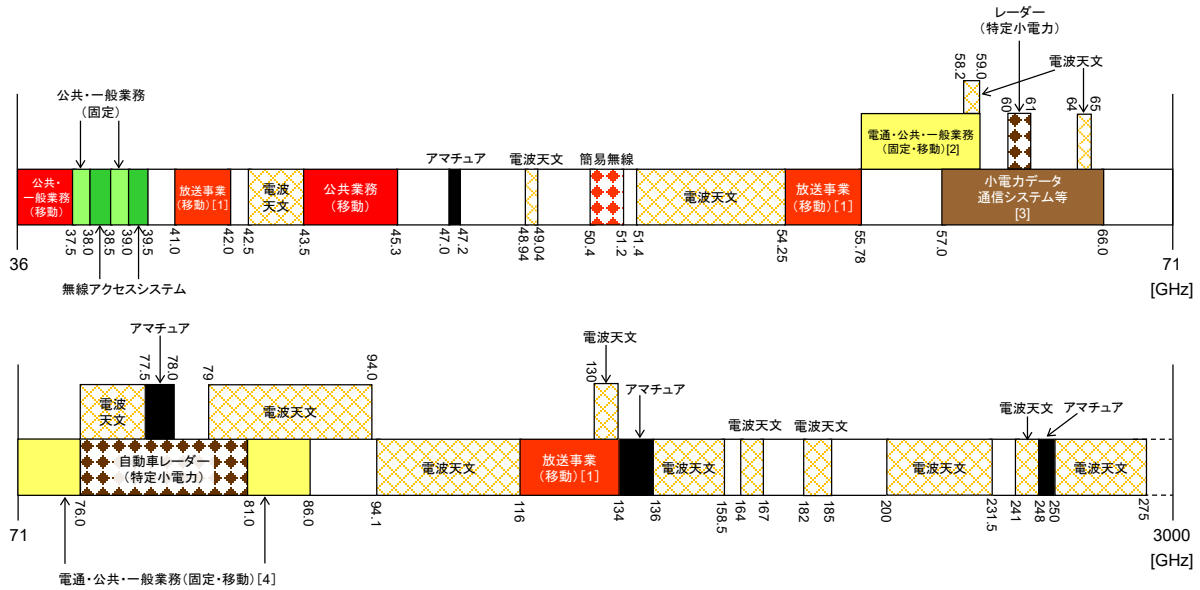 レーダー
(特定小電力)
電波天文
公共・一般業務
(固定)
58.2
59.0
60
61
64
65
電通・公共・一般業務
(固定・移動)[2]
アマチュア
電波天文
簡易無線
公共・
一般業務
(移動)
放送事業
(移動)[1]
電波
天文
公共業務
(移動)
電波天文
放送事業
(移動)[1]
小電力データ
通信システム等
[3]
36
37.5
38.0
38.5
39.0
39.5
41.0
42.0
42.5
43.5
45.3
47.0
47.2
48.94
49.04
50.4
51.2
51.4
54.25
55.78
57.0
66.0
71
[GHz]
無線アクセスシステム
アマチュア
77.5
78.0
79
94.0
電波天文
130
アマチュア
電波
天文
電波天文
電波天文
電波天文
電波天文
アマチュア
自動車レーダー
(特定小電力)
電波天文
放送事業
(移動)[1]
電波天文
電波天文
電波天文
71
76.0
81.0
86.0
94.1
116
134
136
158.5
164
167
182
185
200
231.5
241
248
250
275
3000
[GHz]
電通・公共・一般業務(固定・移動)[4]